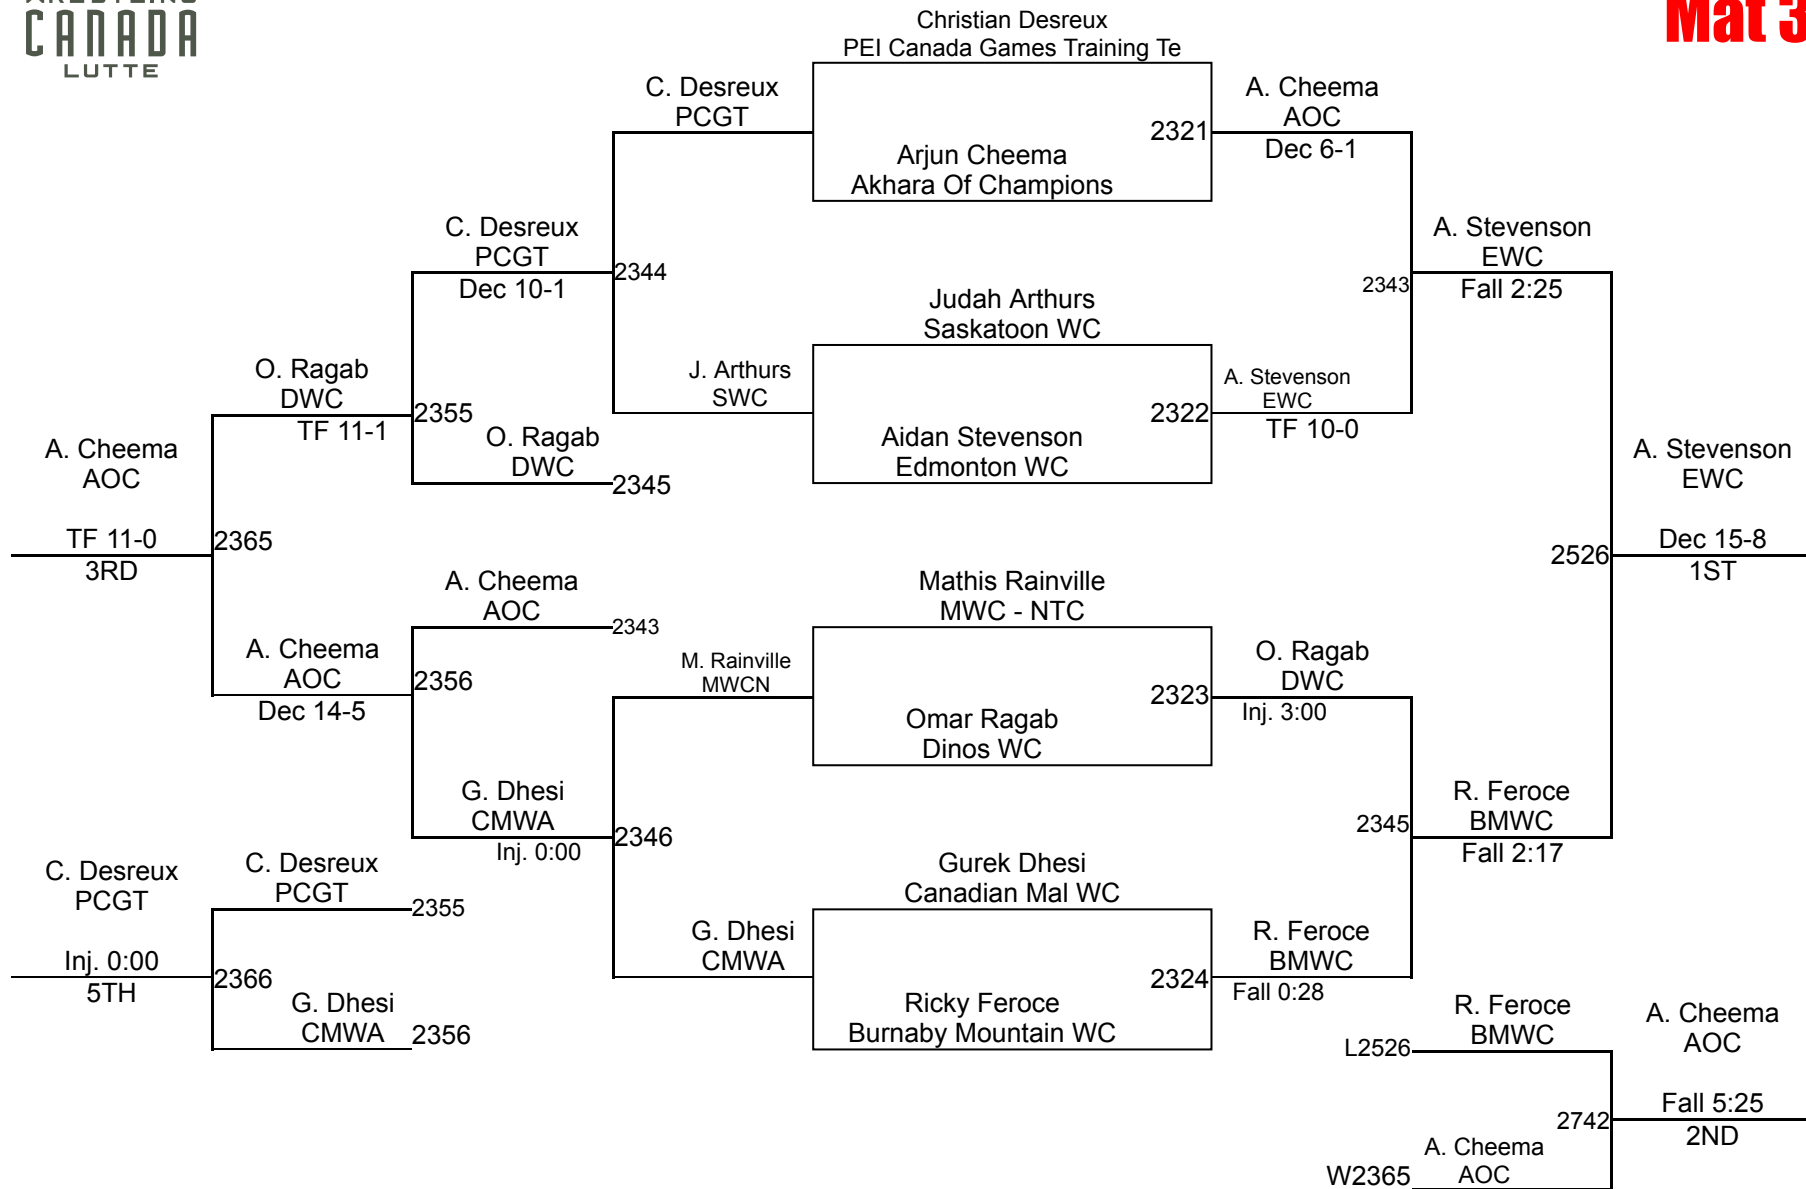 CANADA
LUTTE
Mat 3
Christian Desreux
PEI Canada Games Training Te
C. Desreux
PCGT
2321
A. Cheema
AOC
Dec 6-1
Arjun Cheema
Akhara Of Champions
C. Desreux
PCGT
Dec 10-1
2344
A. Stevenson
EWC
Fall 2:25
2343
Judah Arthurs
Saskatoon WC
O. Ragab
DWC
TF 11-1
2355
J. Arthurs
SWC
2322
A. Stevenson
EWC
TF 10-0
Aidan Stevenson
Edmonton WC
O. Ragab
DWC
2345
A. Cheema
AOC
TF 11-0
3RD
2365
A. Stevenson
EWC
2526
Dec 15-8
1ST
A. Cheema
AOC
2343
Mathis Rainville
MWC - NTC
A. Cheema
AOC
Dec 14-5
2356
M. Rainville
MWCN
2323
O. Ragab
DWC
Inj. 3:00
Omar Ragab
Dinos WC
G. Dhesi
CMWA
Inj. 0:00
2346
2345
R. Feroce
BMWC
Fall 2:17
C. Desreux
PCGT
C. Desreux
PCGT
2355
Gurek Dhesi
Canadian Mal WC
G. Dhesi
CMWA
2324
R. Feroce
BMWC
Fall 0:28
Inj. 0:00
5TH
2366
G. Dhesi
CMWA
2356
Ricky Feroce
Burnaby Mountain WC
R. Feroce
BMWC
L2526
A. Cheema
AOC
Fall 5:25
2ND
2742
A. Cheema
AOC
W2365